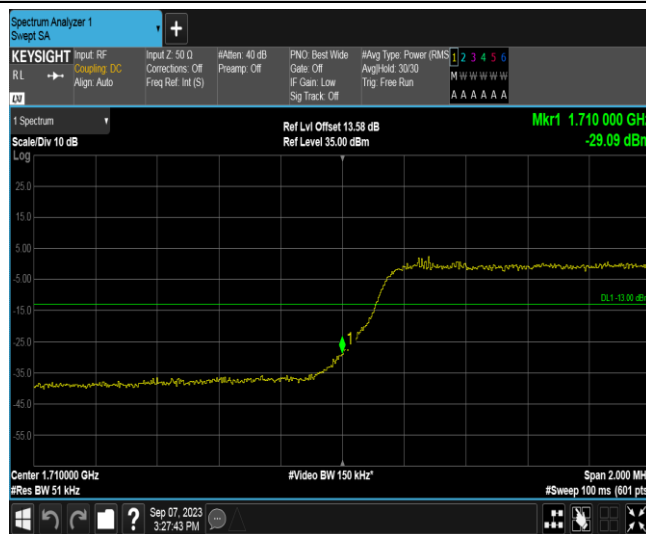 Spectrum Analyzer 1
Swept SA
+
KEYSIGHT Input: RF Input Z: 50 Ω #Atten: 40 dB PNO: Best Wide #Avg Type: Power (RMS 1 2 3 4 5 6
RL Coupling: DC Corrections: Off Preamp: Off Gate: Off Avg|Hold: 30/30 M W W W W W
Align: Auto Freq Ref: Int (S) IF Gain: Low Trig: Free Run
LXI Sig Track: Off A A A A A A
1 Spectrum Ref Lvl Offset 13.58 dB Mkr1 1.710 000 GHz
Scale/Div 10 dB Ref Level 35.00 dBm -29.09 dBm
Log
25.0
15.0
5.00
-5.00
DL1 -13.00 dBm
-15.0
1
-25.0
-35.0
-45.0
-55.0
Center 1.710000 GHz #Video BW 150 kHz* Span 2.000 MH
#Res BW 51 kHz #Sweep 100 ms (601 pts
? Sep 07, 2023
3:27:43 PM